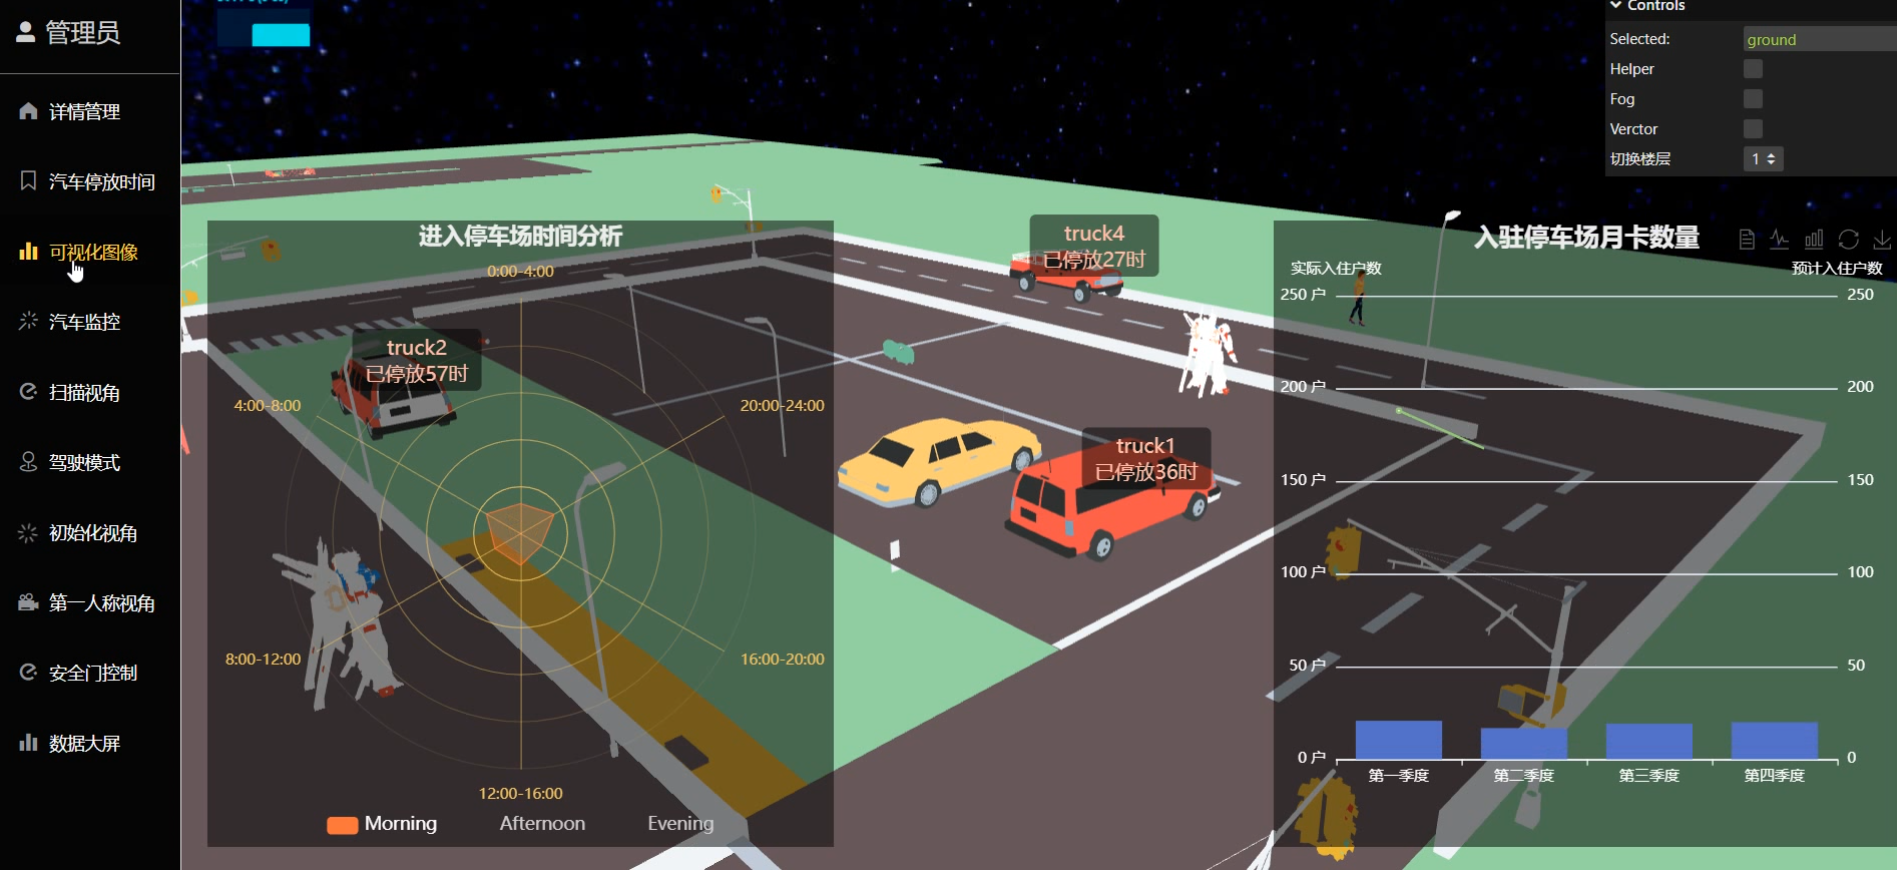 管理员
详情管理
汽车停放时间
可视化图像
汽车监控
扫描视角
驾驶模式
初始化视角
第一人称视角
安全门控制
数据大屏
Controls
Selected: ground
Helper
Fog
Verctor
切换楼层 1
进入停车场时间分析
0:00-4:00
4:00-8:00
20:00-24:00
8:00-12:00
16:00-20:00
12:00-16:00
Morning Afternoon Evening
truck2
已停放57时
truck4
已停放27时
truck1
已停放36时
入驻停车场月卡数量
实际入住户数 预计入住户数
250 户 250
200 户 200
150 户 150
100 户 100
50 户 50
0 户 0
第一季度 第二季度 第三季度 第四季度